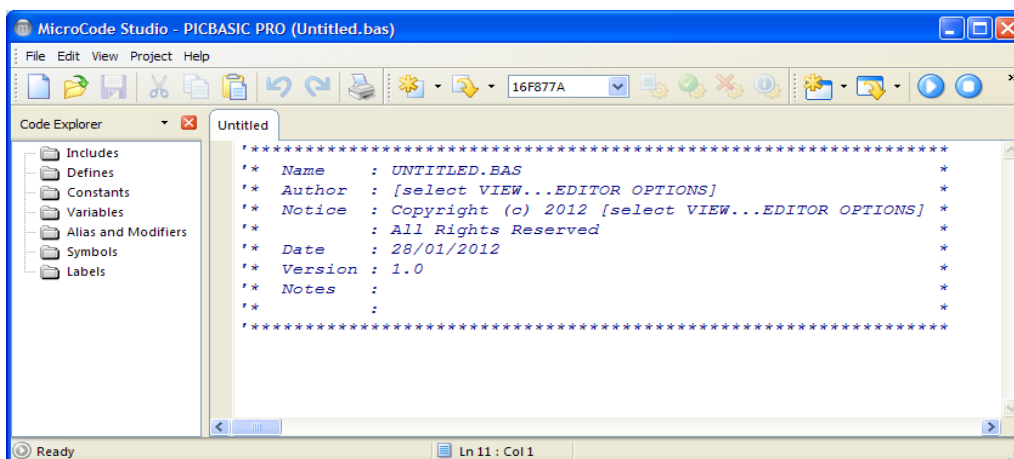 MicroCode Studio - PICBASIC PRO (Untitled.bas)
File Edit View Project Help
16F877A
Code Explorer
Untitled
Includes
Defines
Constants
Variables
Alias and Modifiers
Symbols
Labels
'****************************************************************
'*  Name    : UNTITLED.BAS                                      *
'*  Author  : [select VIEW...EDITOR OPTIONS]                    *
'*  Notice  : Copyright (c) 2012 [select VIEW...EDITOR OPTIONS] *
'*          : All Rights Reserved                               *
'*  Date    : 28/01/2012                                        *
'*  Version : 1.0                                               *
'*  Notes   :                                                   *
'*          :                                                   *
'****************************************************************
Ready
Ln 11 : Col 1